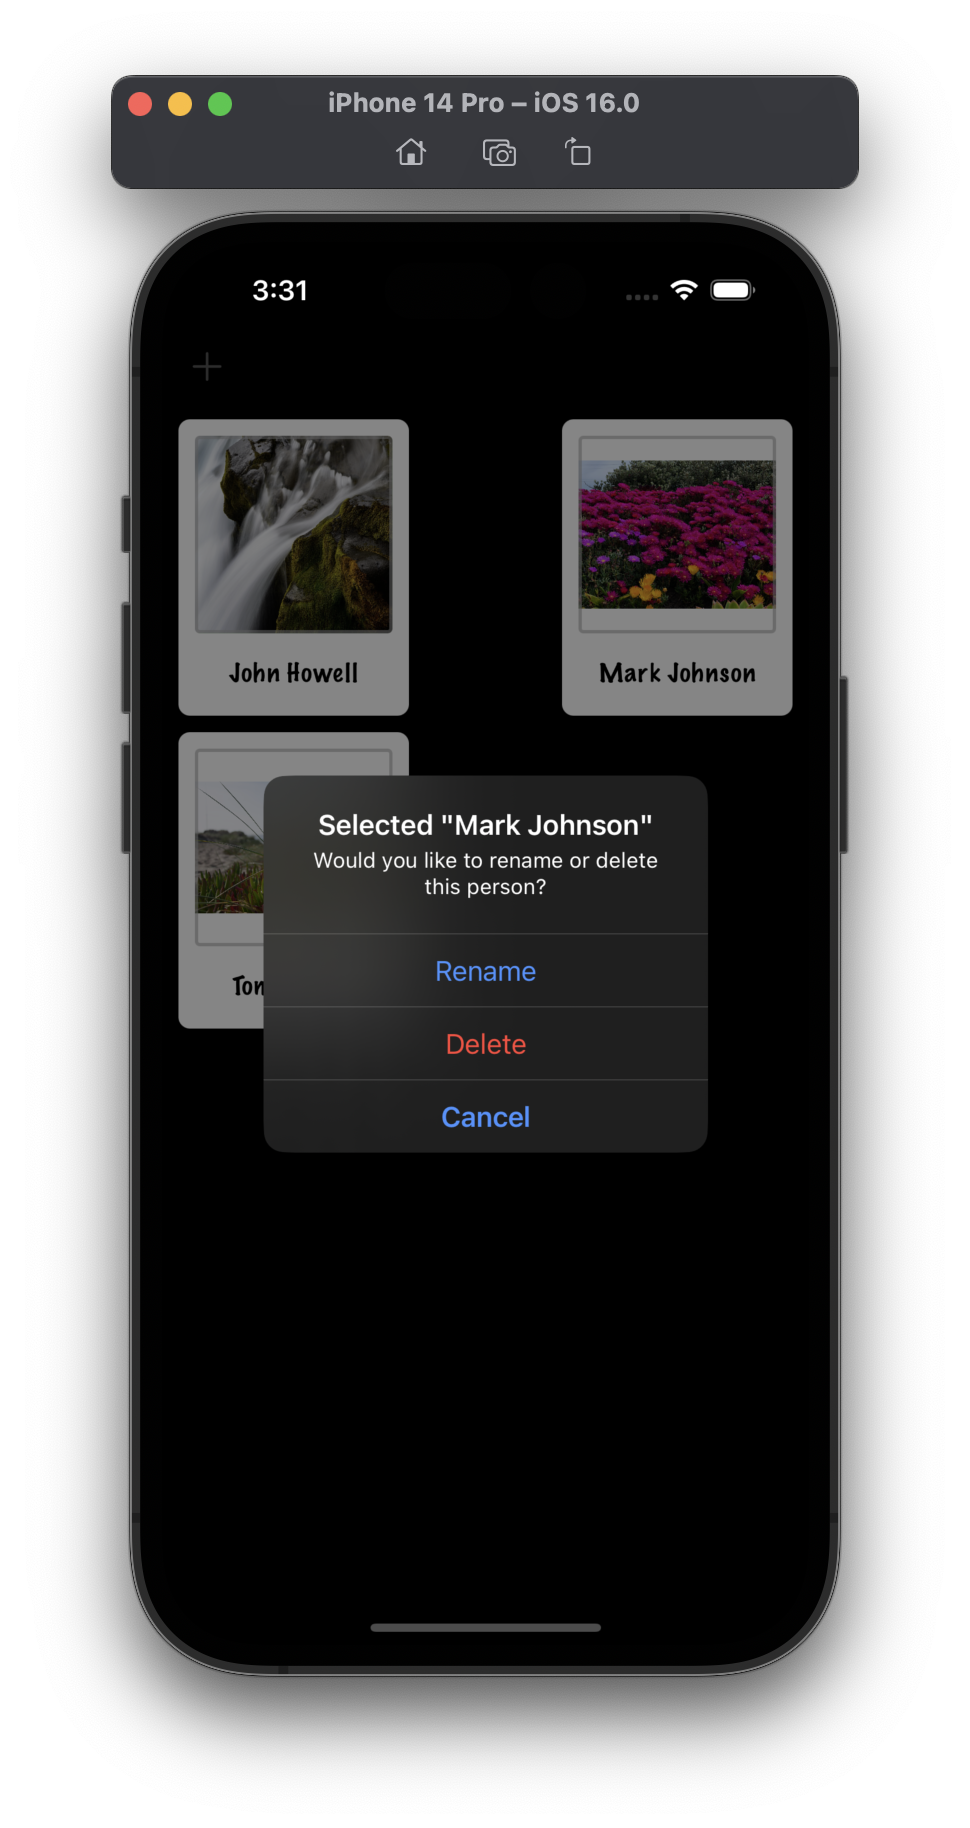 iPhone 14 Pro – iOS 16.0
3:31
John Howell
Mark Johnson
Selected "Mark Johnson"
Would you like to rename or delete
this person?
Rename
Ton
Delete
Cancel